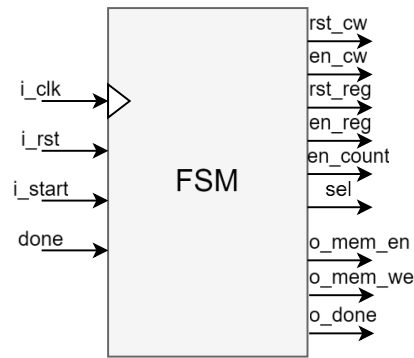 i_clk
i_rst
i_start
done
FSM
rst_cw
en_cw
rst_reg
en_reg
en_count
sel
o_mem_en
o_mem_we
o_done